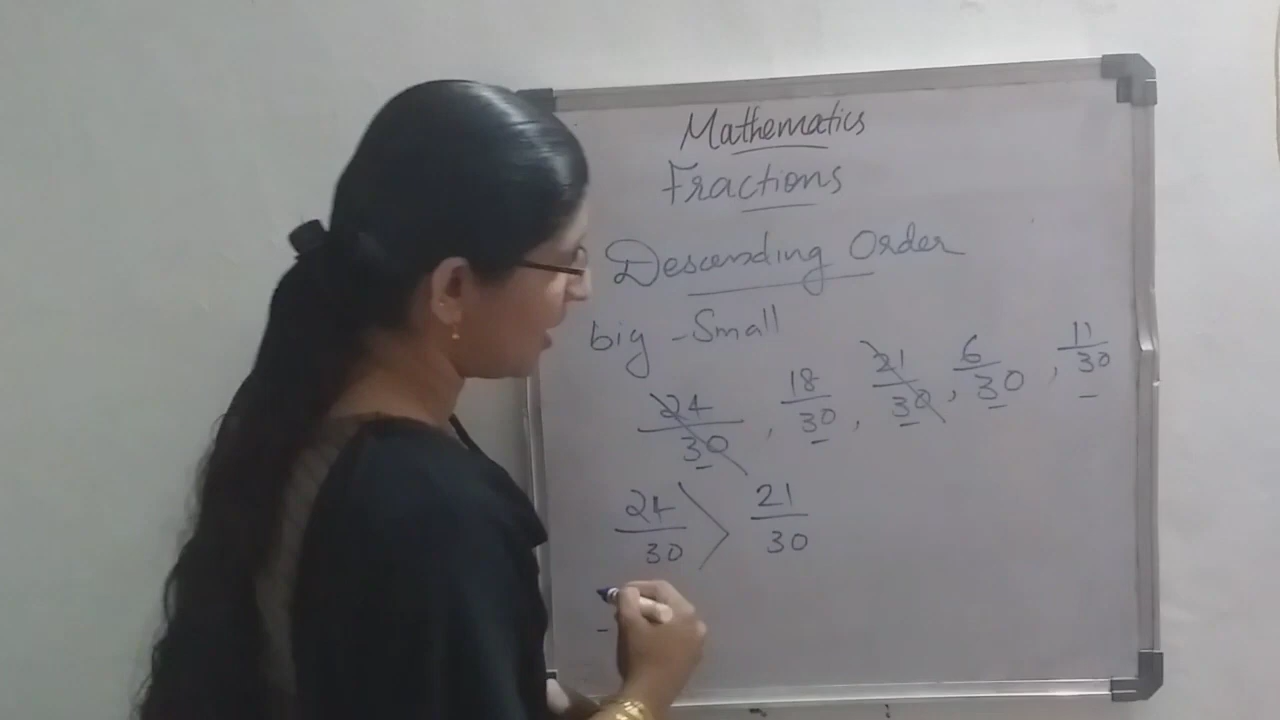 Mathematics
Fractions
Descending Order
big - Small
24/30, 18/30, 21/30, 6/30, 11/30
24/30 > 21/30
-